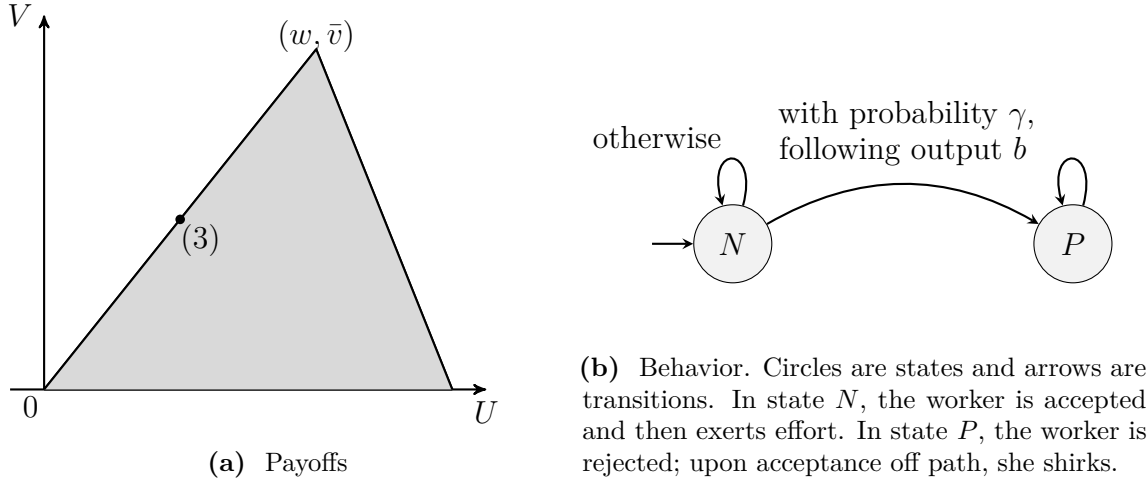 V
(w, v̄)
(3)
0
U
(a) Payoffs
with probability γ,
following output b
otherwise
N
P
(b) Behavior. Circles are states and arrows are
transitions. In state N, the worker is accepted
and then exerts effort. In state P, the worker is
rejected; upon acceptance off path, she shirks.